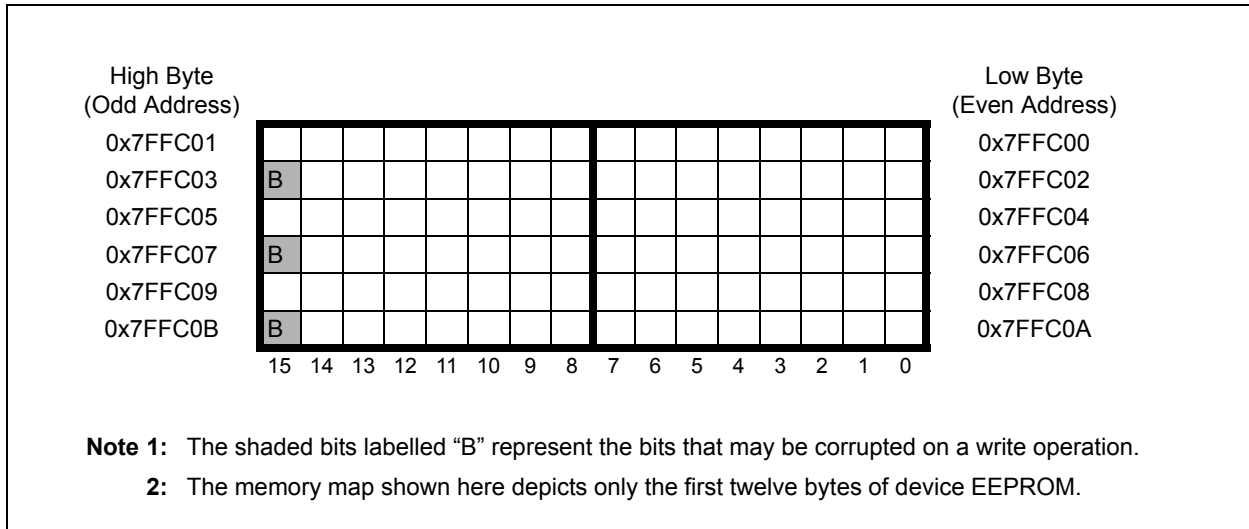 High Byte
(Odd Address)
Low Byte
(Even Address)
0x7FFC01 0x7FFC00
0x7FFC03 B 0x7FFC02
0x7FFC05 0x7FFC04
0x7FFC07 B 0x7FFC06
0x7FFC09 0x7FFC08
0x7FFC0B B 0x7FFC0A
15 14 13 12 11 10 9 8 7 6 5 4 3 2 1 0
Note 1: The shaded bits labelled “B” represent the bits that may be corrupted on a write operation.
2: The memory map shown here depicts only the first twelve bytes of device EEPROM.